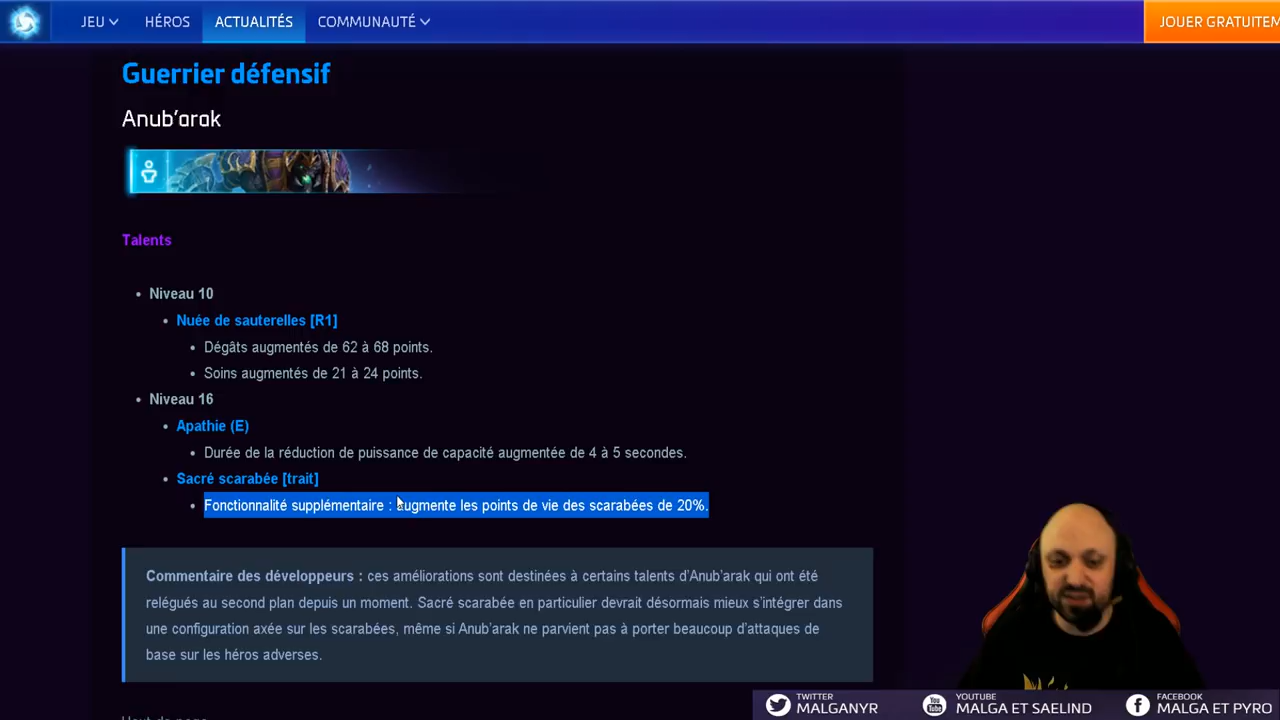 JEU
HÉROS
ACTUALITÉS
COMMUNAUTÉ
JOUER GRATUITEM
Guerrier défensif
Anub'arak
Talents
Niveau 10
Nuée de sauterelles [R1]
Dégâts augmentés de 62 à 68 points.
Soins augmentés de 21 à 24 points.
Niveau 16
Apathie (E)
Durée de la réduction de puissance de capacité augmentée de 4 à 5 secondes.
Sacré scarabée [trait]
Fonctionnalité supplémentaire : augmente les points de vie des scarabées de 20%.
Commentaire des développeurs : ces améliorations sont destinées à certains talents d'Anub'arak qui ont été
relégués au second plan depuis un moment. Sacré scarabée en particulier devrait désormais mieux s'intégrer dans
une configuration axée sur les scarabées, même si Anub'arak ne parvient pas à porter beaucoup d'attaques de
base sur les héros adverses.
Haut de page
TWITTER
MALGANYR
YOUTUBE
MALGA ET SAELIND
FACEBOOK
MALGA ET PYRO